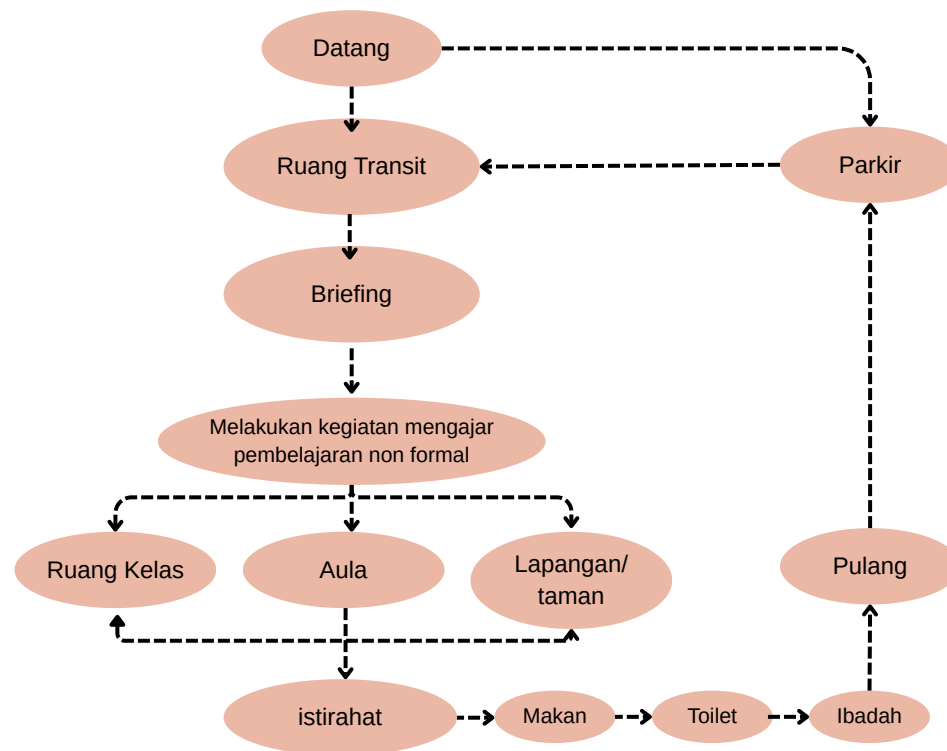 Datang
Ruang Transit
Parkir
Briefing
Melakukan kegiatan mengajar
pembelajaran non formal
Ruang Kelas
Aula
Lapangan/
taman
Pulang
istirahat
Makan
Toilet
Ibadah